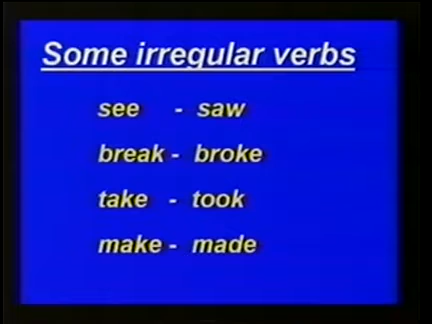 Some irregular verbs
see - saw
break - broke
take - took
make - made